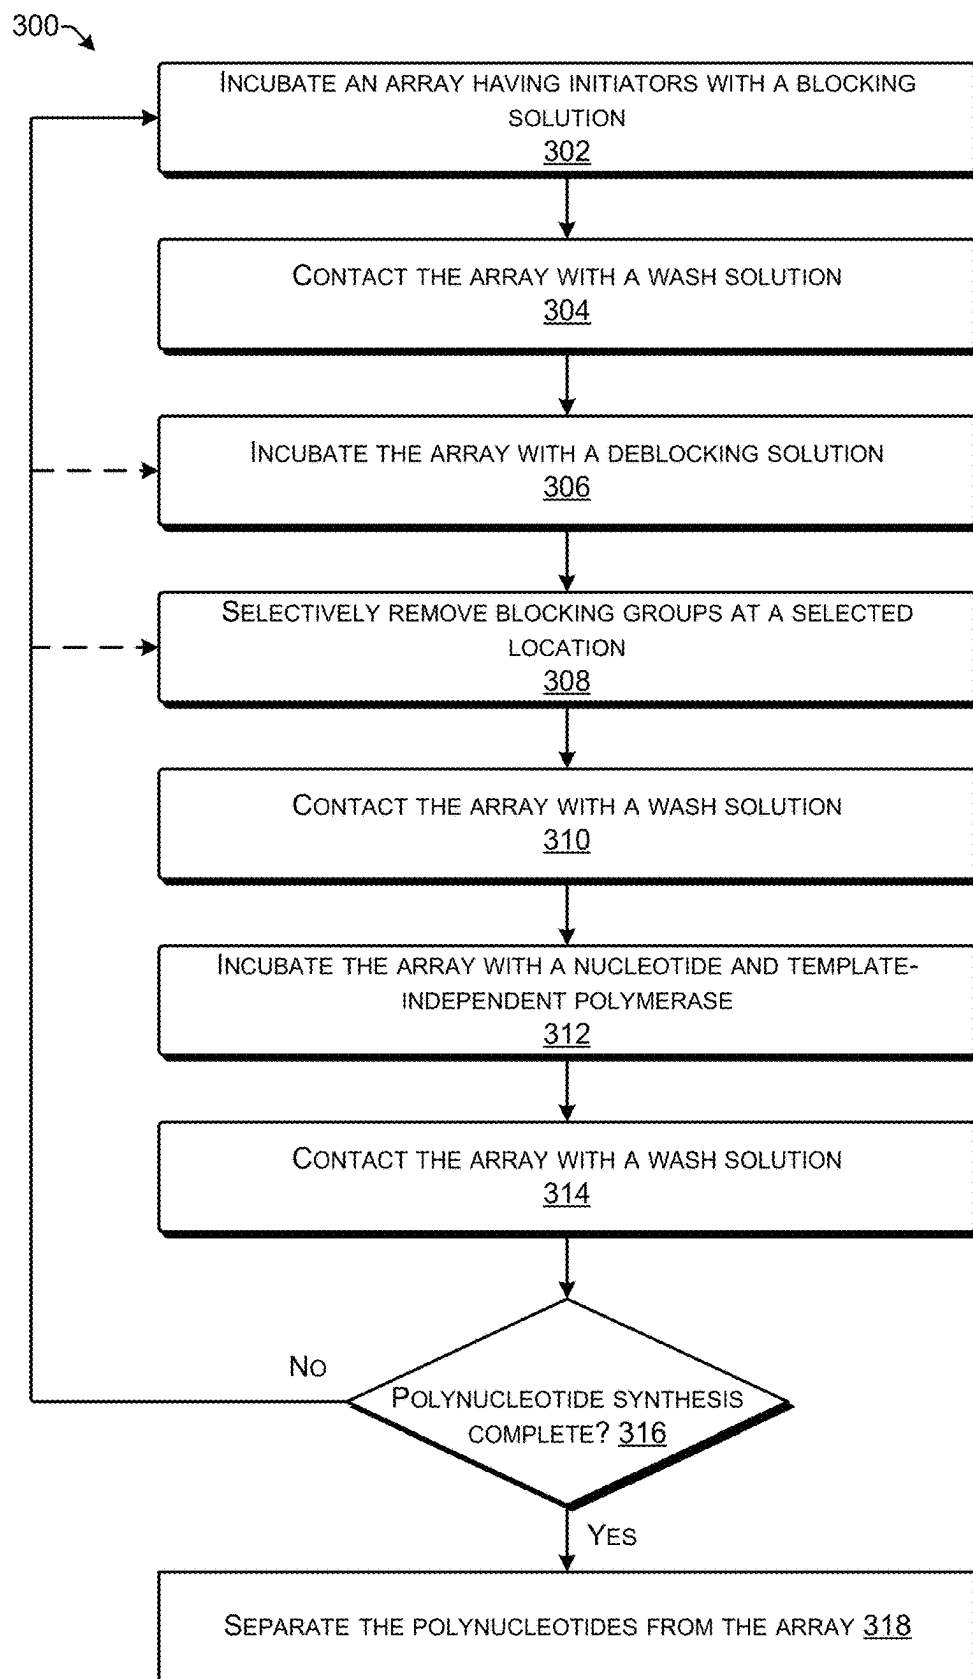 300
INCUBATE AN ARRAY HAVING INITIATORS WITH A BLOCKING
SOLUTION
302
CONTACT THE ARRAY WITH A WASH SOLUTION
304
INCUBATE THE ARRAY WITH A DEBLOCKING SOLUTION
306
SELECTIVELY REMOVE BLOCKING GROUPS AT A SELECTED
LOCATION
308
CONTACT THE ARRAY WITH A WASH SOLUTION
310
INCUBATE THE ARRAY WITH A NUCLEOTIDE AND TEMPLATE-
INDEPENDENT POLYMERASE
312
CONTACT THE ARRAY WITH A WASH SOLUTION
314
NO
POLYNUCLEOTIDE SYNTHESIS
COMPLETE? 316
YES
SEPARATE THE POLYNUCLEOTIDES FROM THE ARRAY 318